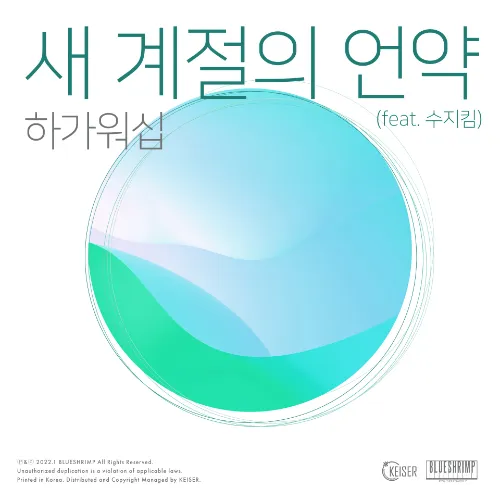 새 계절의 언약
하가워십
(feat. 수지킴)
℗&© 2022.1 BLUESHRIMP All Rights Reserved.
Unauthorized duplication is a violation of applicable laws.
Printed in Korea. Distributed and Copyright Managed by KEISER.
KEISER
BLUESHRIMP